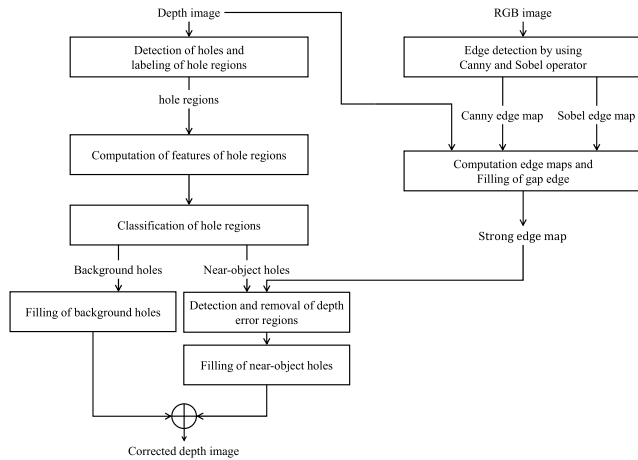 Depth image
RGB image
Detection of holes and
labeling of hole regions
Edge detection by using
Canny and Sobel operator
hole regions
Canny edge map
Sobel edge map
Computation of features of hole regions
Computation edge maps and
Filling of gap edge
Classification of hole regions
Strong edge map
Background holes
Near-object holes
Filling of background holes
Detection and removal of depth
error regions
Filling of near-object holes
Corrected depth image